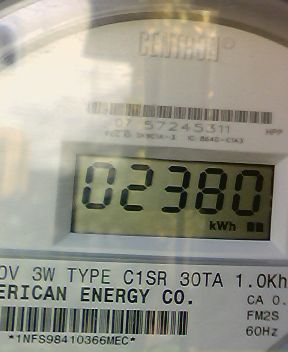 CENTRON
07 57245311
HPP
02380
kWh
0V 3W TYPE C1SR 30TA 1.0Kh
ERICAN ENERGY CO.
CA 0.
FM2S
60Hz
*1NFS98410366MEC*